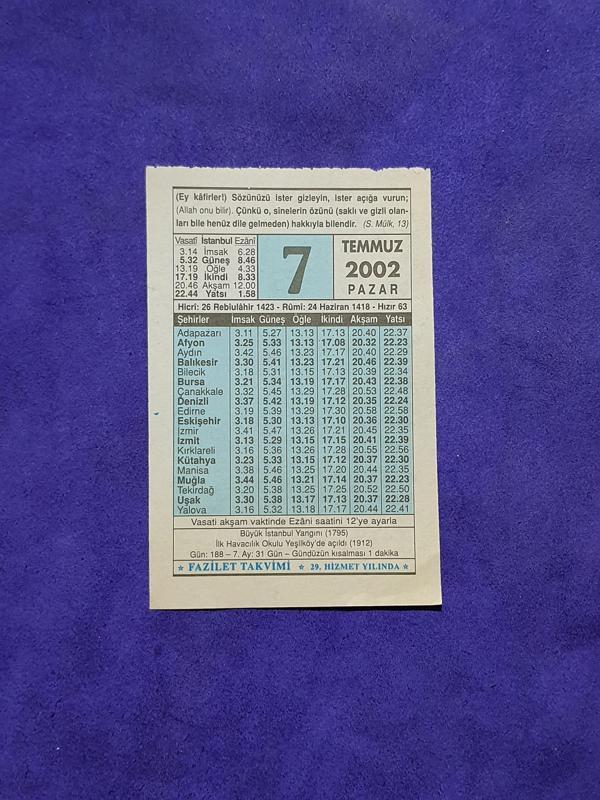 (Ey kâfirler!) Sözünüzü ister gizleyin, ister açığa vurun;
(Allah onu bilir). Çünkü o, sinelerin özünü (saklı ve gizli olan-
ları bile henüz dile gelmeden) hakkıyla bilendir. (S. Mülk, 13)
Vasatî İstanbul Ezânî
3.14 İmsak 6.28
5.32 Güneş 8.46
13.19 Öğle 4.33
17.19 İkindi 8.33
20.46 Akşam 12.00
22.44 Yatsı 1.58
7
TEMMUZ
2002
PAZAR
Hicrî: 26 Rebiulâhir 1423 - Rûmî: 24 Haziran 1418 - Hızır 63
Şehirler İmsak Güneş Öğle İkindi Akşam Yatsı
Adapazarı 3.11 5.27 13.13 17.13 20.40 22.37
Afyon 3.25 5.33 13.13 17.08 20.32 22.23
Aydın 3.42 5.46 13.23 17.17 20.40 22.29
Balıkesir 3.30 5.41 13.23 17.21 20.46 22.39
Bilecik 3.18 5.31 13.15 17.13 20.39 22.34
Bursa 3.21 5.34 13.19 17.17 20.43 22.38
Çanakkale 3.32 5.45 13.29 17.28 20.53 22.48
Denizli 3.37 5.42 13.19 17.12 20.35 22.24
Edirne 3.19 5.39 13.29 17.30 20.58 22.58
Eskişehir 3.18 5.30 13.13 17.10 20.36 22.30
İzmir 3.41 5.47 13.26 17.21 20.45 22.35
İzmit 3.13 5.29 13.15 17.15 20.41 22.39
Kırklareli 3.16 5.36 13.26 17.28 20.55 22.56
Kütahya 3.23 5.33 13.15 17.12 20.37 22.30
Manisa 3.38 5.46 13.25 17.20 20.44 22.35
Muğla 3.44 5.46 13.21 17.14 20.37 22.23
Tekirdağ 3.20 5.38 13.25 17.25 20.52 22.50
Uşak 3.30 5.38 13.17 17.13 20.37 22.28
Yalova 3.16 5.32 13.18 17.17 20.44 22.41
Vasati akşam vaktinde Ezâni saatini 12'ye ayarla
Büyük İstanbul Yangını (1795)
İlk Havacılık Okulu Yeşilköy'de açıldı (1912)
Gün: 188 – 7. Ay: 31 Gün – Gündüzün kısalması 1 dakika
★ FAZİLET TAKVİMİ ★ 29. HİZMET YILINDA ★